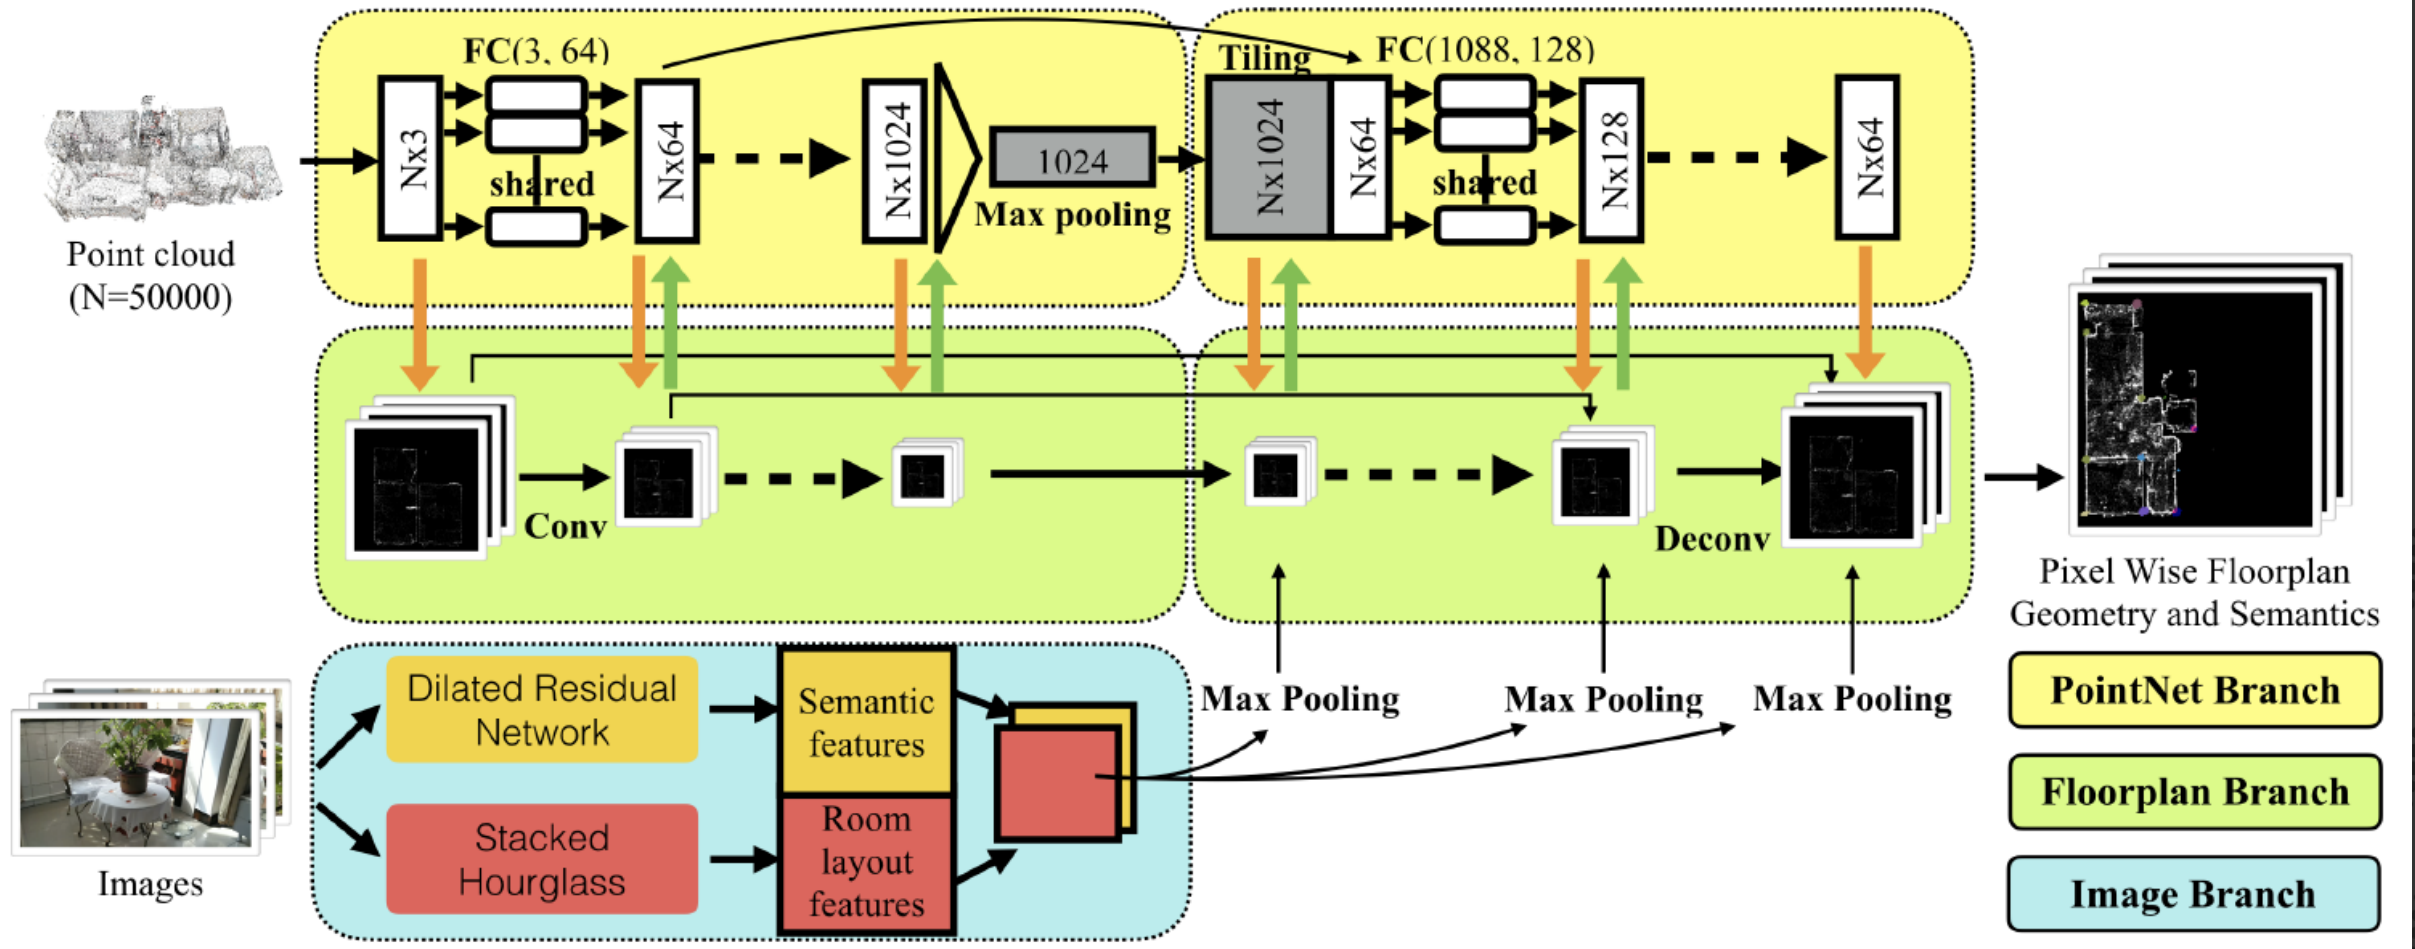 FC(3, 64)
Tiling
FC(1088, 128)
Nx3
shared
Nx64
Nx1024
1024
Max pooling
Nx1024
Nx64
shared
Nx128
Nx64
Point cloud
(N=50000)
Conv
Deconv
Pixel Wise Floorplan
Geometry and Semantics
Dilated Residual
Network
Semantic
features
Stacked
Hourglass
Room
layout
features
Max Pooling
Max Pooling
Max Pooling
Images
PointNet Branch
Floorplan Branch
Image Branch